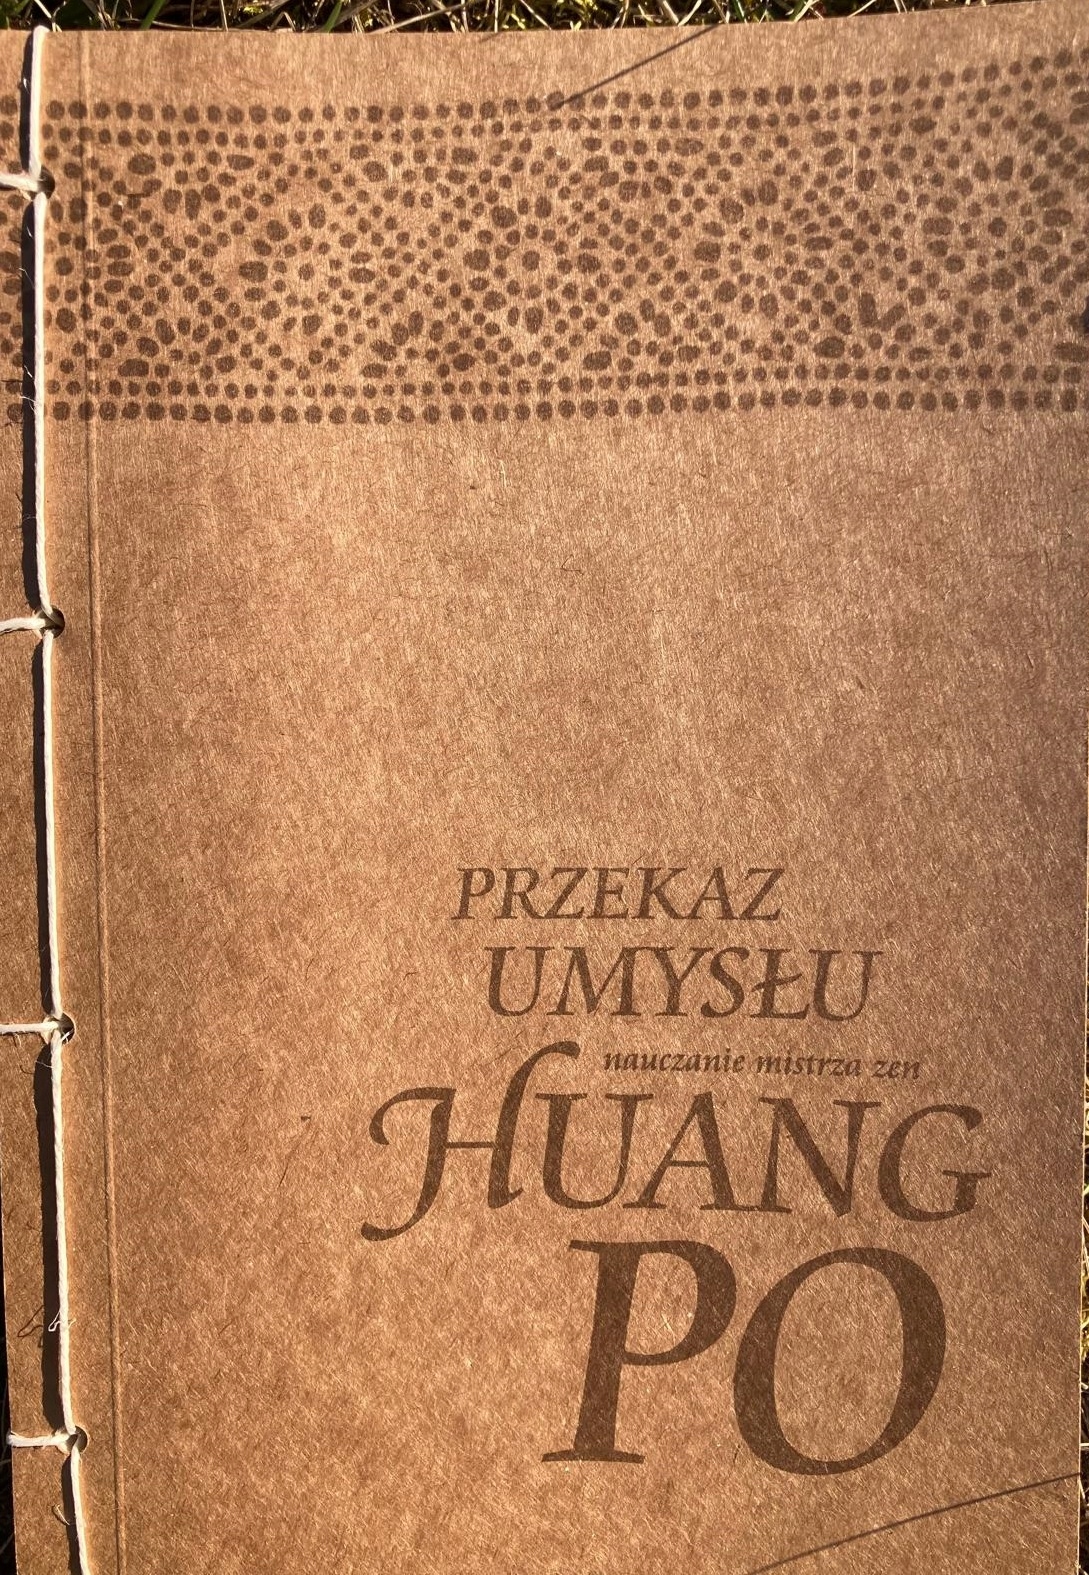 PRZEKAZ
UMYSŁU
nauczanie mistrza zen
HUANG
PO